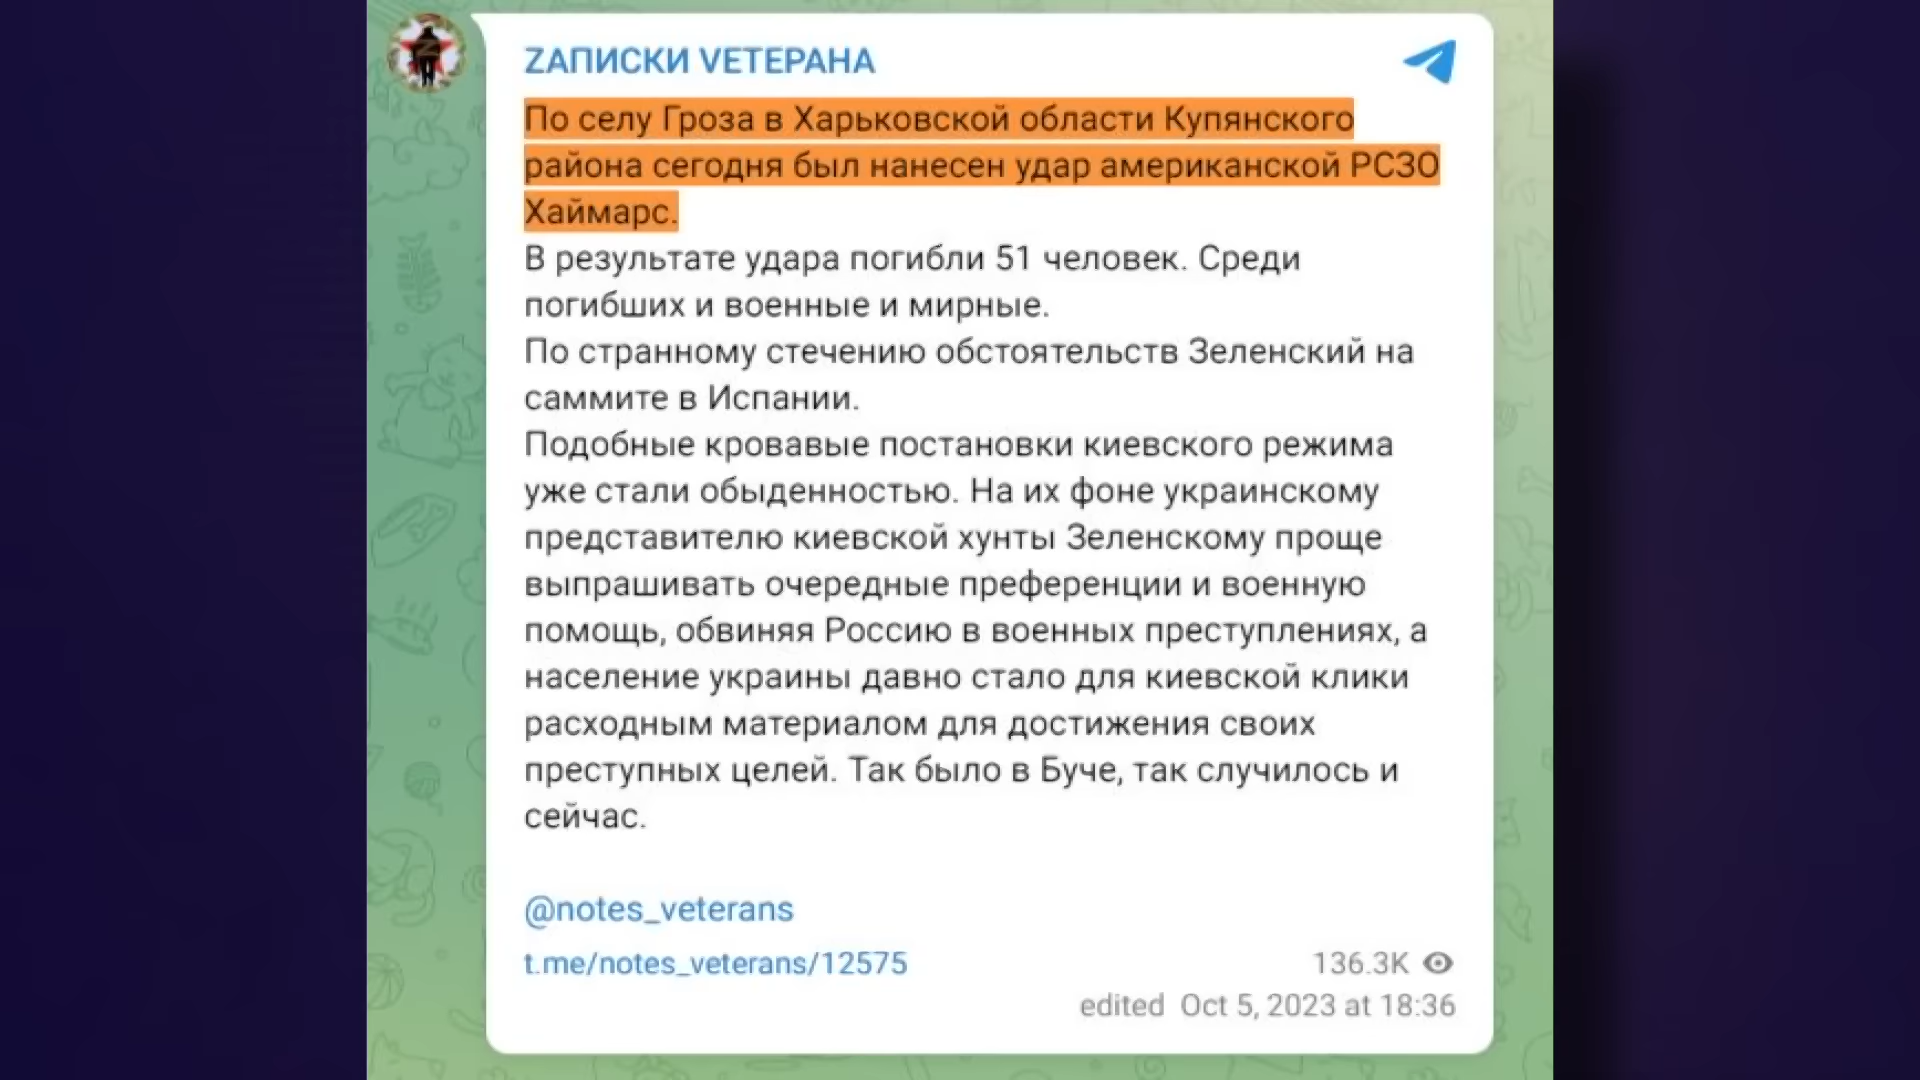 ZАПИСКИ VЕТЕРАНА
По селу Гроза в Харьковской области Купянского
района сегодня был нанесен удар американской РСЗО
Хаймарс.
В результате удара погибли 51 человек. Среди
погибших и военные и мирные.
По странному стечению обстоятельств Зеленский на
саммите в Испании.
Подобные кровавые постановки киевского режима
уже стали обыденностью. На их фоне украинскому
представителю киевской хунты Зеленскому проще
выпрашивать очередные преференции и военную
помощь, обвиняя Россию в военных преступлениях, а
население украины давно стало для киевской клики
расходным материалом для достижения своих
преступных целей. Так было в Буче, так случилось и
сейчас.
@notes_veterans
t.me/notes_veterans/12575 136.3K
edited Oct 5, 2023 at 18:36